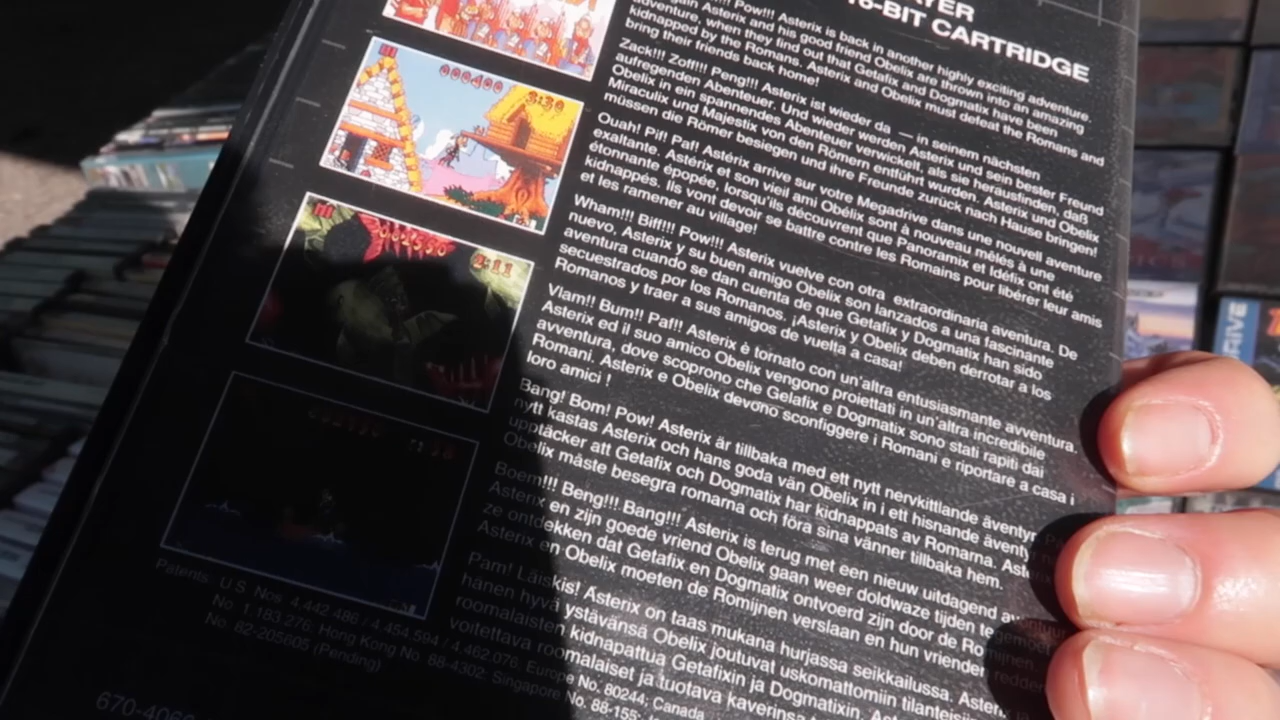 16-BIT CARTRIDGE
Pow!!! Asterix is back in another highly exciting adventure.
Asterix and his good friend Obelix are thrown into an amazing
adventure, when they find out that Getafix and Dogmatix have been
kidnapped by the Romans. Asterix and Obelix must defeat the Romans and
bring their friends back home!
Zack!!! Zoff!!! Peng!!! Asterix ist wieder da — in seinem nächsten
aufregenden Abenteuer. Und wieder werden Asterix und sein bester Freund
Obelix in ein spannendes Abenteuer verwickelt, als sie herausfinden, daß
Miraculix und Majestix von den Römern entführt wurden. Asterix und Obelix
müssen die Römer besiegen und ihre Freunde zurück nach Hause bringen!
Ouah! Pif! Paf! Astérix arrive sur votre Megadrive dans une nouvell aventure
exaltante. Astérix et son vieil ami Obélix sont à nouveau mêlés à une
étonnante épopée, lorsqu'ils découvrent que Panoramix et Idéfix ont été
kidnappés. Ils vont devoir se battre contre les Romains pour libérer leur amis
et les ramener au village!
Wham!!! Biff!!! Pow!!! Asterix vuelve con otra extraordinaria aventura. De
nuevo, Asterix y su buen amigo Obelix son lanzados a una fascinante
aventura cuando se dan cuenta de que Getafix y Dogmatix han sido
secuestrados por los Romanos. ¡Asterix y Obelix deben derrotar a los
Romanos y traer a sus amigos de vuelta a casa!
Vlam!! Bum!! Paf!! Asterix è tornato con un'altra entusiasmante avventura.
Asterix ed il suo amico Obelix vengono proiettati in un'altra incredibile
avventura, dove scoprono che Gelafix e Dogmatix sono stati rapiti dai
Romani. Asterix e Obelix devono sconfiggere i Romani e riportare a casa i
loro amici !
Bang! Bom! Pow! Asterix är tillbaka med ett nytt nervkittlande äventyr
nytt kastas Asterix och hans goda vän Obelix in i ett hisnande äventyr
upptäcker att Getafix och Dogmatix har kidnappats av Romarna.
Obelix måste besegra romarna och föra sina vänner tillbaka hem.
Boem!!! Beng!!! Bang!!! Asterix is terug met een nieuw uitdagend
Asterix en zijn goede vriend Obelix gaan weer doldwaze tijden
ze ontdekken dat Getafix en Dogmatix ontvoerd zijn door de
Asterix en Obelix moeten de Romijnen verslaan en hun vrienden
Pam! Läiskis! Asterix on taas mukana hurjassa seikkailussa.
hänen hyvä ystävänsä Obelix joutuvat uskomattomiin
roomalaisten kidnapattua Getafixin ja Dogmatixin.
voitettava roomalaiset ja tuotava
000400
3:30
2:11
Patents: U.S. Nos. 4,442,486 / 4,454,594 / 4,462,076; Europe No. 80244; Canada
No. 1,183,276; Hong Kong No. 88-4302; Singapore No. 88-155;
No. 82-205605 (Pending)